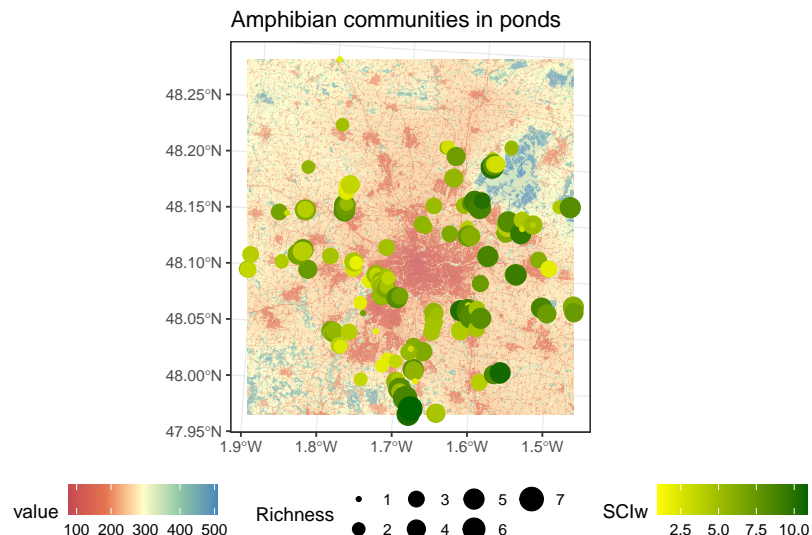 Amphibian communities in ponds
48.25°N
48.20°N
48.15°N
48.10°N
48.05°N
48.00°N
47.95°N
1.9°W 1.8°W 1.7°W 1.6°W 1.5°W
value
100 200 300 400 500
Richness
1 3 5 7
2 4 6
SCIw
2.5 5.0 7.5 10.0